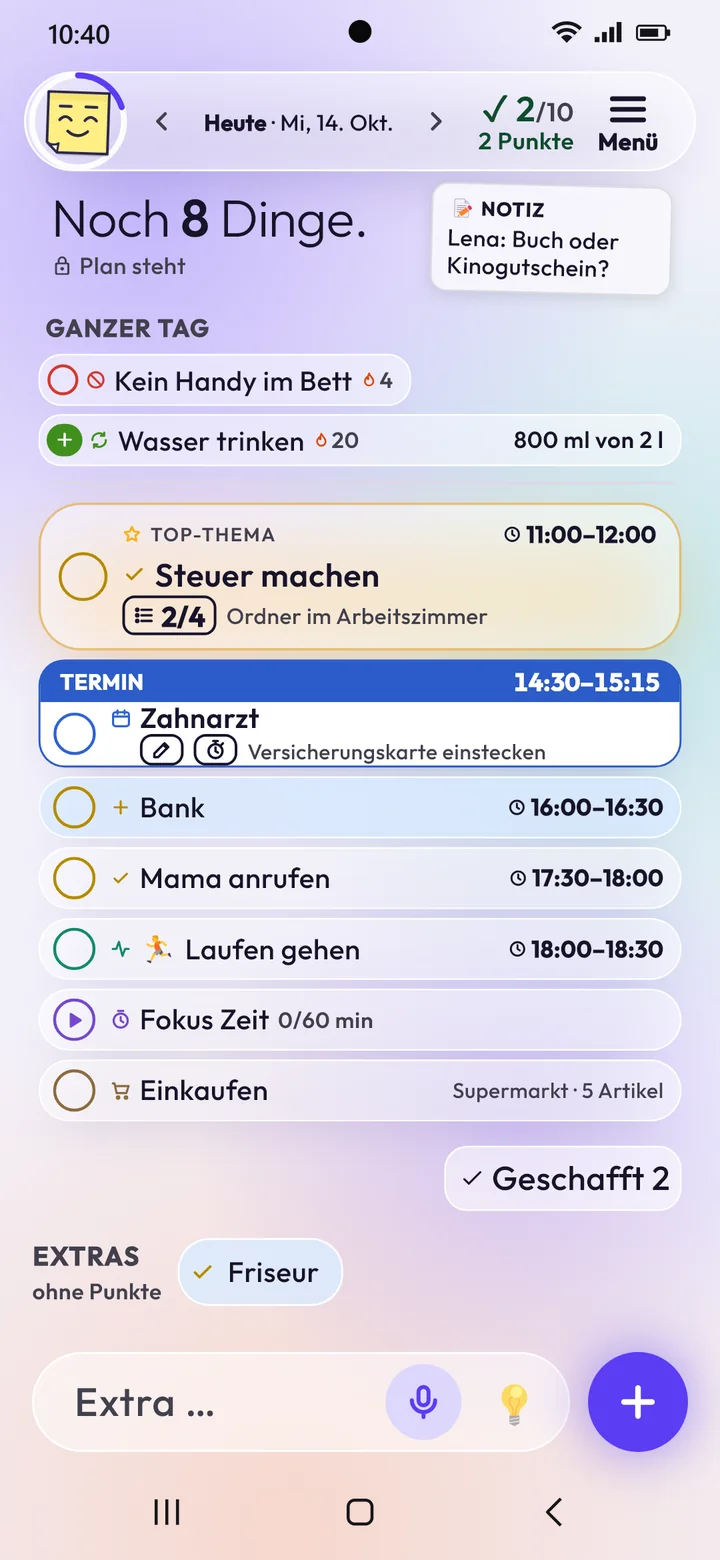 10:40
Heute · Mi, 14. Okt.
✓ 2/10
2 Punkte
Menü
Noch 8 Dinge.
Plan steht
NOTIZ
Lena: Buch oder
Kinogutschein?
GANZER TAG
Kein Handy im Bett 4
Wasser trinken 20 800 ml von 2 l
TOP-THEMA 11:00–12:00
Steuer machen
2/4 Ordner im Arbeitszimmer
TERMIN 14:30–15:15
Zahnarzt
Versicherungskarte einstecken
Bank 16:00–16:30
Mama anrufen 17:30–18:00
Laufen gehen 18:00–18:30
Fokus Zeit 0/60 min
Einkaufen Supermarkt · 5 Artikel
✓ Geschafft 2
EXTRAS
ohne Punkte
Friseur
Extra ...